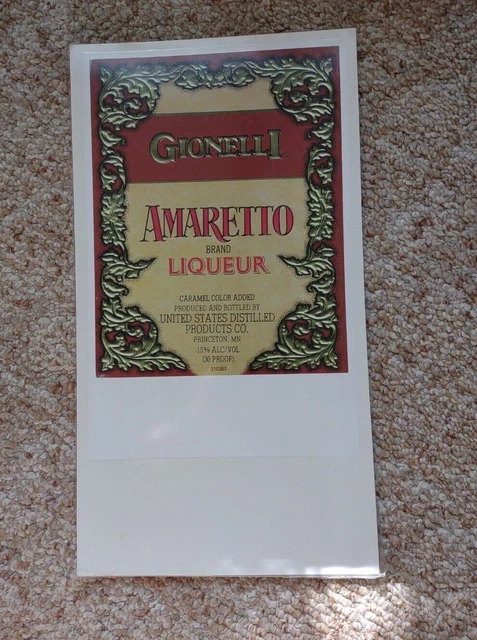 GIONELLI
AMARETTO
BRAND
LIQUEUR
CARAMEL COLOR ADDED
PRODUCED AND BOTTLED BY
UNITED STATES DISTILLED
PRODUCTS CO.
PRINCETON, MN
15% ALC/VOL
(30 PROOF)